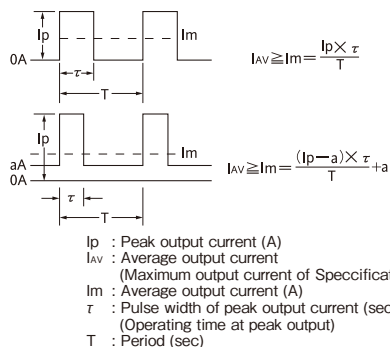 Ip
Im
0A
τ
T
IAV≧Im=Ip×τ/T
Ip
Im
aA
0A
τ
T
IAV≧Im=(Ip−a)×τ/T+a
Ip : Peak output current (A)
IAV : Average output current
(Maximum output current of Speccificat
Im : Average output current (A)
τ : Pulse width of peak output current (sec
(Operating time at peak output)
T : Period (sec)